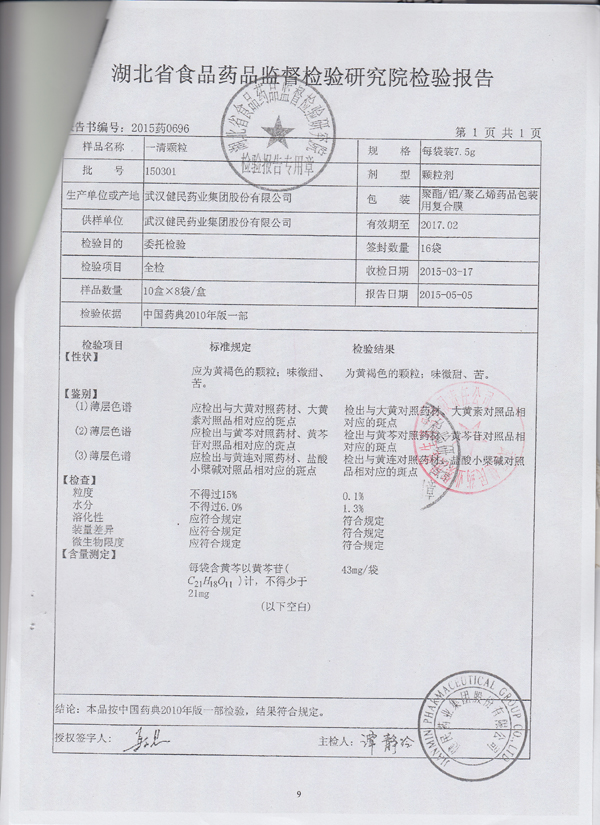 湖北省食品药品监督检验研究院检验报告
告书编号：2015药0696
第 1 页 共 1 页
样品名称 一清颗粒 规 格 每袋装7.5g
批 号 150301 剂 型 颗粒剂
生产单位或产地 武汉健民药业集团股份有限公司 包 装 聚酯/铝/聚乙烯药品包装
用复合膜
供样单位 武汉健民药业集团股份有限公司 有效期至 2017.02
检验目的 委托检验 签封数量 16袋
检验项目 全检 收检日期 2015-03-17
样品数量 10盒×8袋/盒 报告日期 2015-05-05
检验依据 中国药典2010年版一部
检验项目 标准规定 检验结果
【性状】
应为黄褐色的颗粒；味微甜、 为黄褐色的颗粒；味微甜、苦。
苦。
【鉴别】
(1)薄层色谱 应检出与大黄对照药材、大黄 检出与大黄对照药材、大黄素对照品相
素对照品相对应的斑点 对应的斑点
(2)薄层色谱 应检出与黄芩对照药材、黄芩 检出与黄芩对照药材、黄芩苷对照品相
苷对照品相对应的斑点 对应的斑点
(3)薄层色谱 应检出与黄连对照药材、盐酸 检出与黄连对照药材、盐酸小檗碱对照
小檗碱对照品相对应的斑点 品相对应的斑点
【检查】
粒度 不得过15% 0.1%
水分 不得过6.0% 1.3%
溶化性 应符合规定 符合规定
装量差异 应符合规定 符合规定
微生物限度 应符合规定 符合规定
【含量测定】
每袋含黄芩以黄芩苷( 43mg/袋
C21H18O11 )计，不得少于
21mg
(以下空白)
结论：本品按中国药典2010年版一部检验，结果符合规定。
授权签字人： 主检人：谭静玲
9
湖北省食品药品监督检验研究院
检验报告专用章
JIANMIN PHARMACEUTICAL GROUP CO.,LTD
健民药业集团股份有限公司